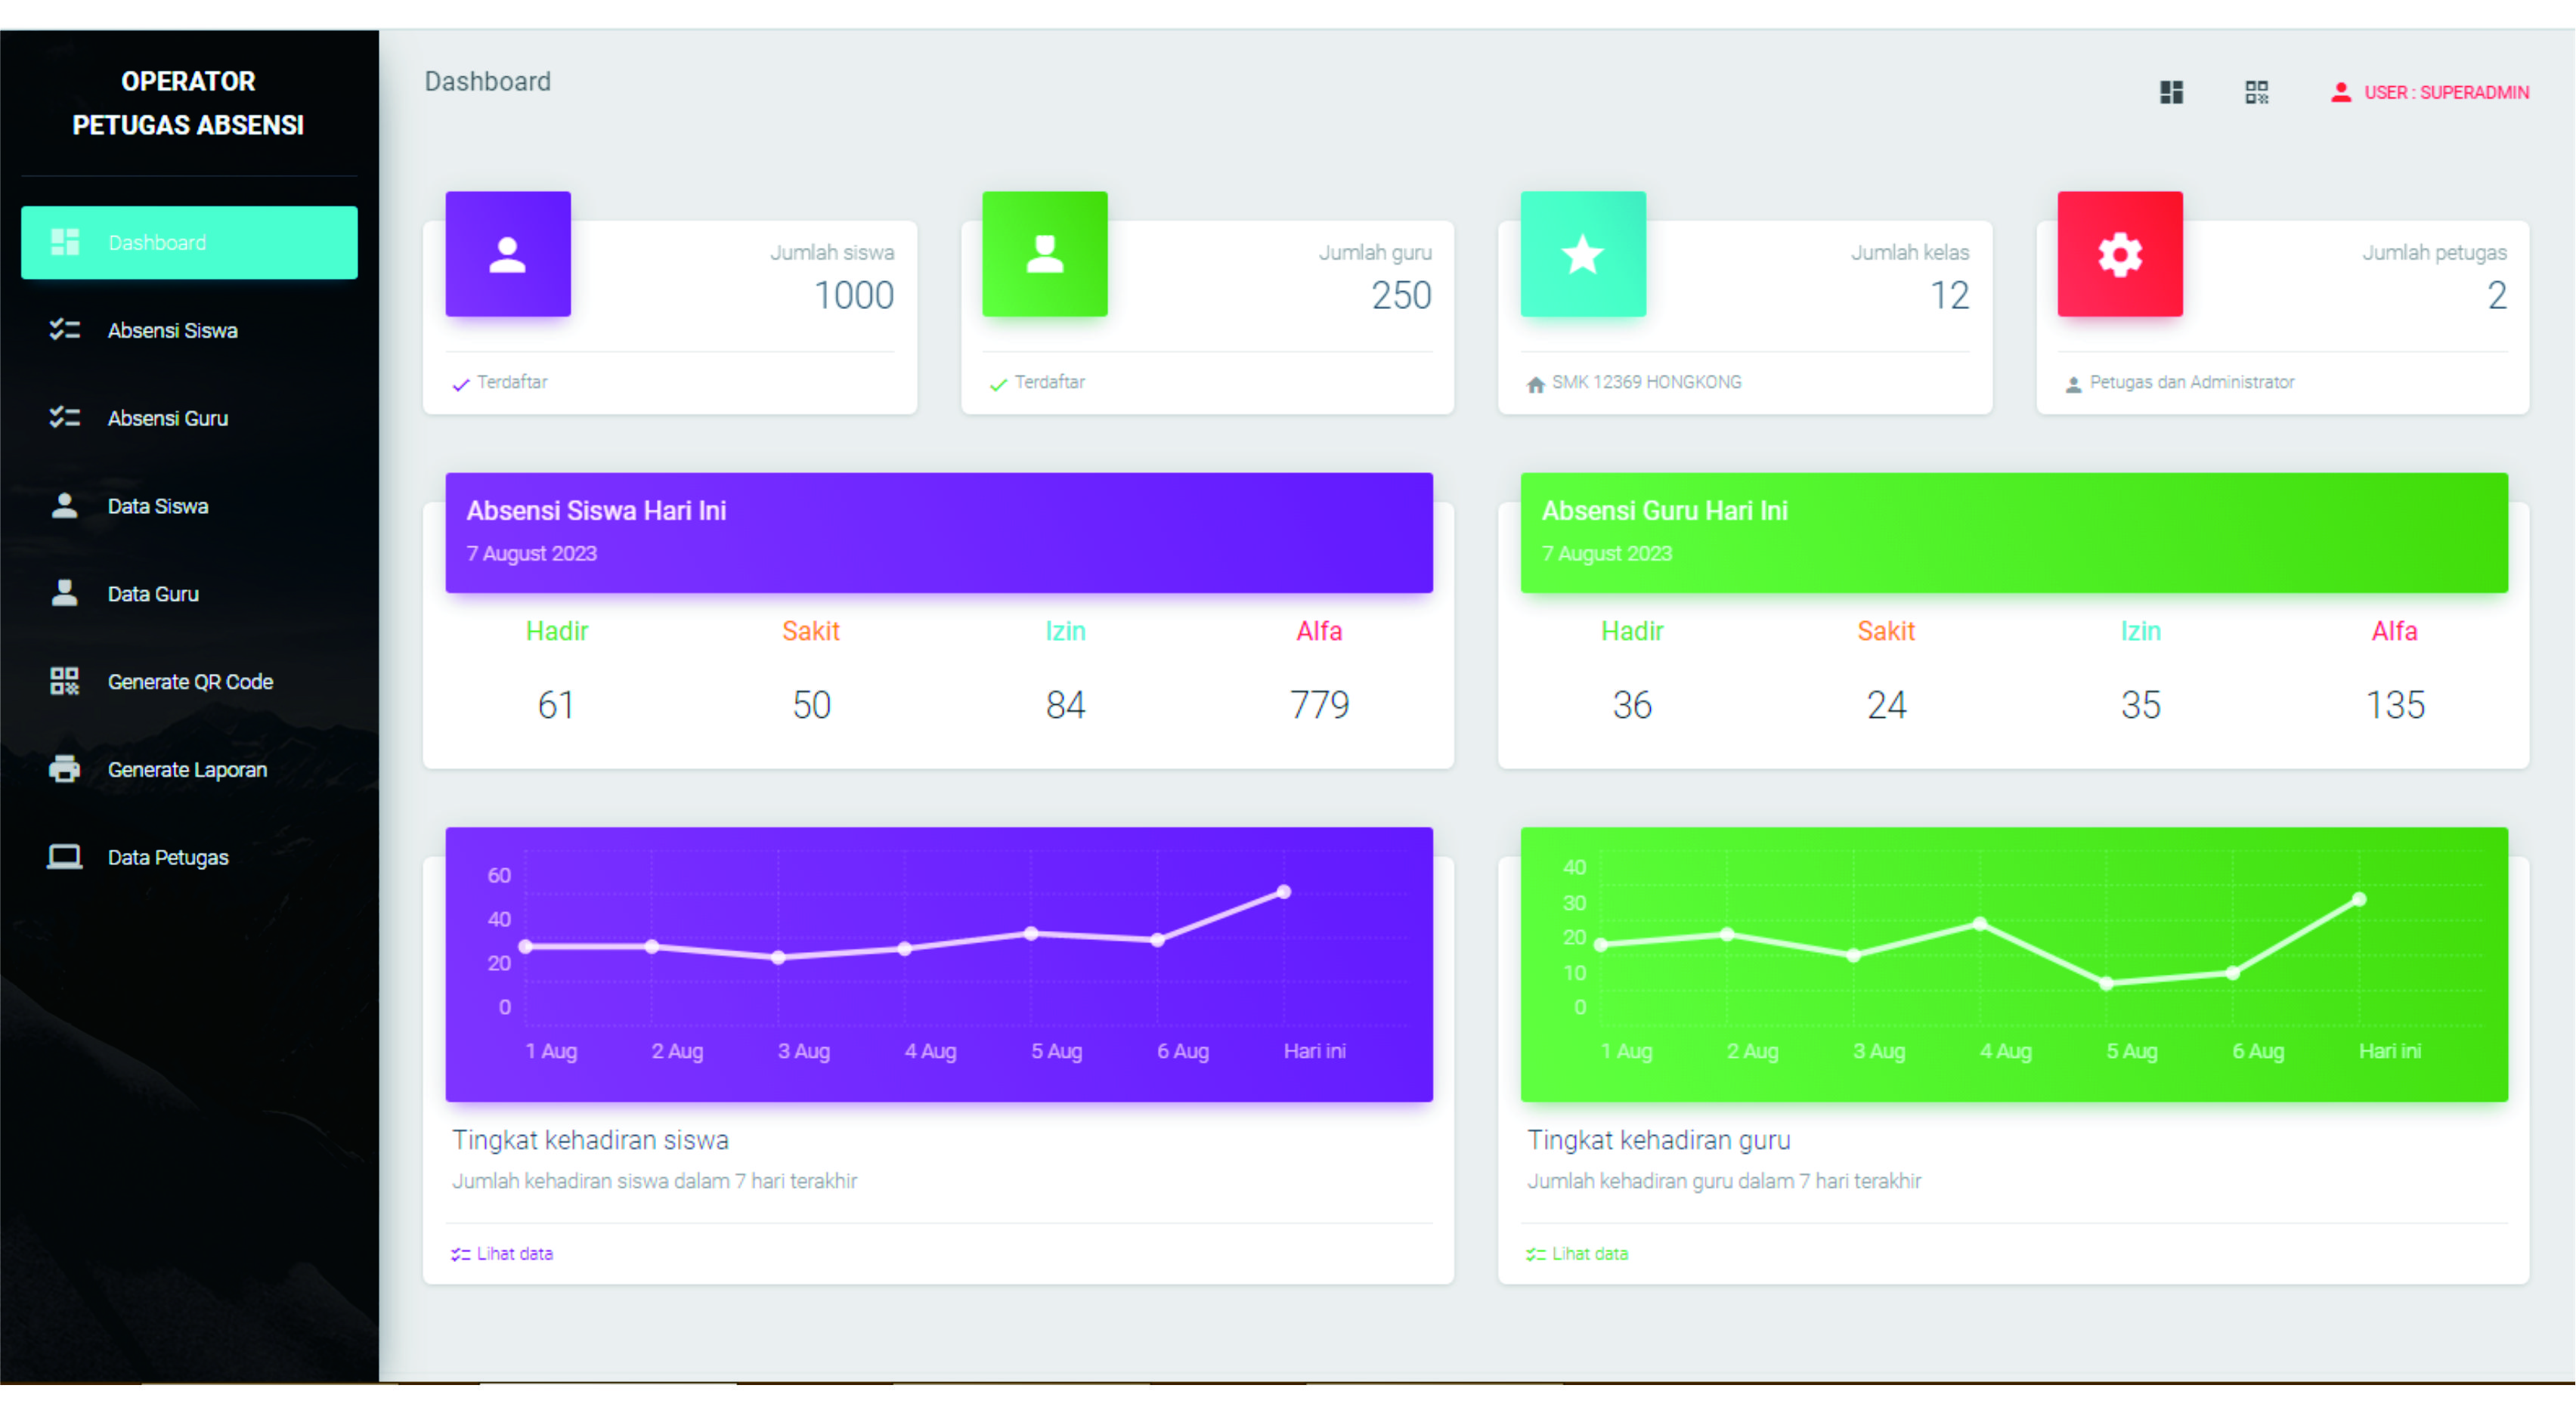 OPERATOR
PETUGAS ABSENSI
Dashboard
Absensi Siswa
Absensi Guru
Data Siswa
Data Guru
Generate QR Code
Generate Laporan
Data Petugas
Dashboard
USER : SUPERADMIN
Jumlah siswa
1000
Terdaftar
Jumlah guru
250
Terdaftar
Jumlah kelas
12
SMK 12369 HONGKONG
Jumlah petugas
2
Petugas dan Administrator
Absensi Siswa Hari Ini
7 August 2023
Hadir Sakit Izin Alfa
61 50 84 779
Absensi Guru Hari Ini
7 August 2023
Hadir Sakit Izin Alfa
36 24 35 135
60
40
20
0
1 Aug 2 Aug 3 Aug 4 Aug 5 Aug 6 Aug Hari ini
Tingkat kehadiran siswa
Jumlah kehadiran siswa dalam 7 hari terakhir
Lihat data
40
30
20
10
0
1 Aug 2 Aug 3 Aug 4 Aug 5 Aug 6 Aug Hari ini
Tingkat kehadiran guru
Jumlah kehadiran guru dalam 7 hari terakhir
Lihat data